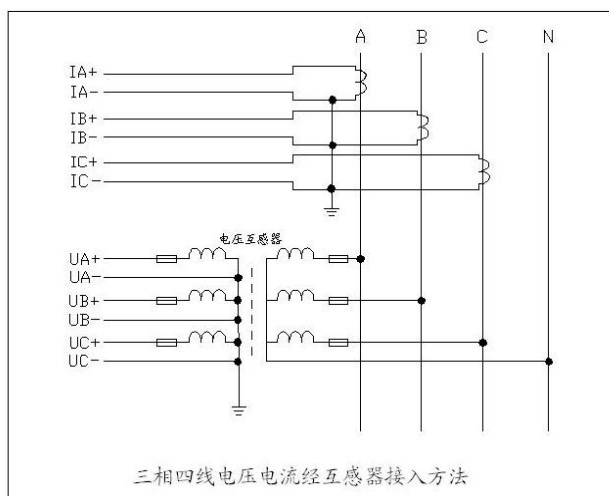 A B C N
IA+
IA-
IB+
IB-
IC+
IC-
电压互感器
UA+
UA-
UB+
UB-
UC+
UC-
三相四线电压电流经互感器接入方法